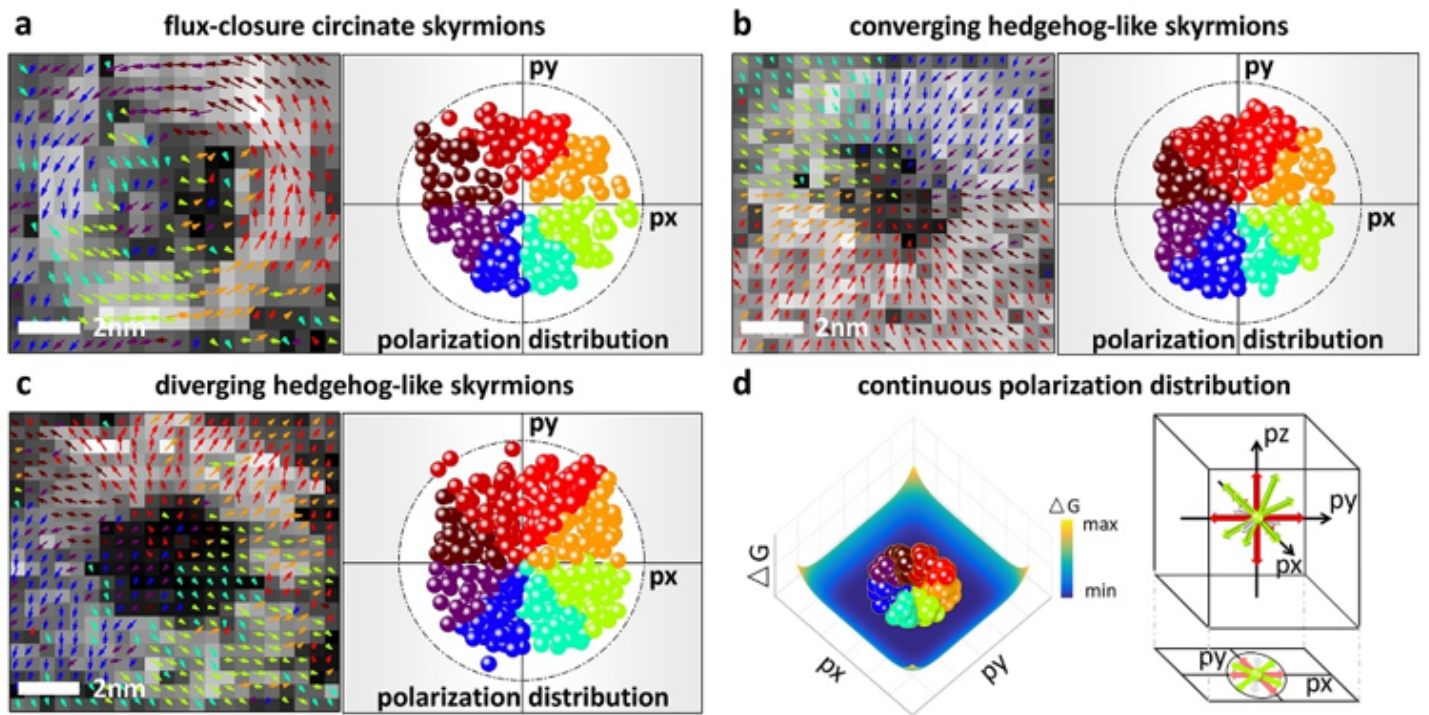 a
flux-closure circinate skyrmions
py
px
2nm
polarization distribution
b
converging hedgehog-like skyrmions
py
px
2nm
polarization distribution
c
diverging hedgehog-like skyrmions
py
px
2nm
polarization distribution
d
continuous polarization distribution
△G
px
py
△G
max
min
pz
py
px
py
px